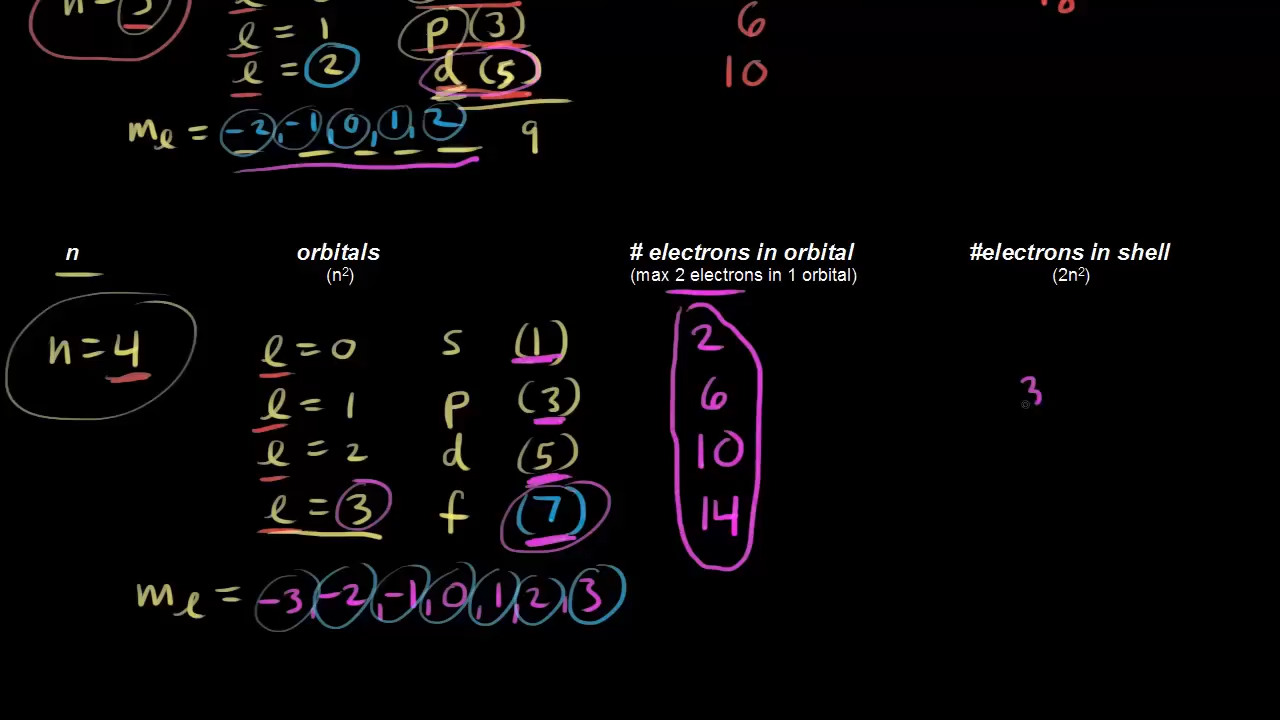 n = 3
l = 1 p (3) 6
l = 2 d (5) 10
mℓ = -2, -1, 0, 1, 2 9
n orbitals # electrons in orbital #electrons in shell
(n²) (max 2 electrons in 1 orbital) (2n²)
n = 4 l = 0 s (1) 2
l = 1 p (3) 6 3
l = 2 d (5) 10
l = 3 f (7) 14
mℓ = -3, -2, -1, 0, 1, 2, 3